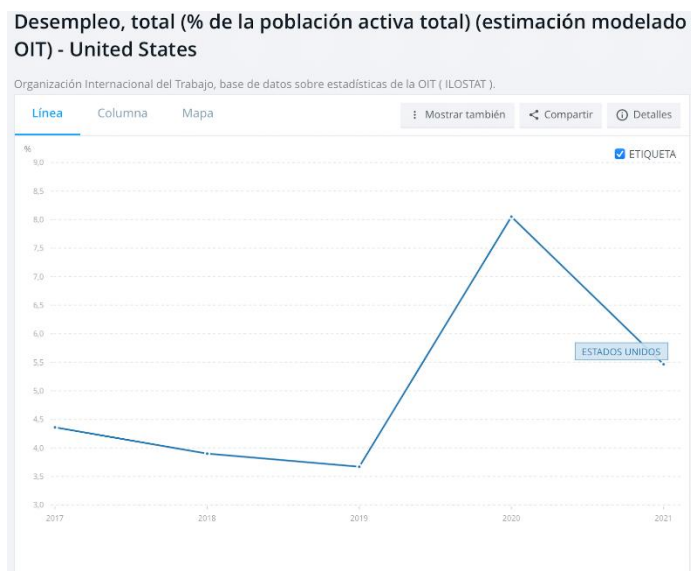 Desempleo, total (% de la población activa total) (estimación modelado
OIT) - United States
Organización Internacional del Trabajo, base de datos sobre estadísticas de la OIT ( ILOSTAT ).
Línea Columna Mapa Mostrar también Compartir Detalles
%
ETIQUETA
9,0
8,5
8,0
7,5
7,0
6,5
6,0
ESTADOS UNIDOS
5,5
5,0
4,5
4,0
3,5
3,0
2017 2018 2019 2020 2021